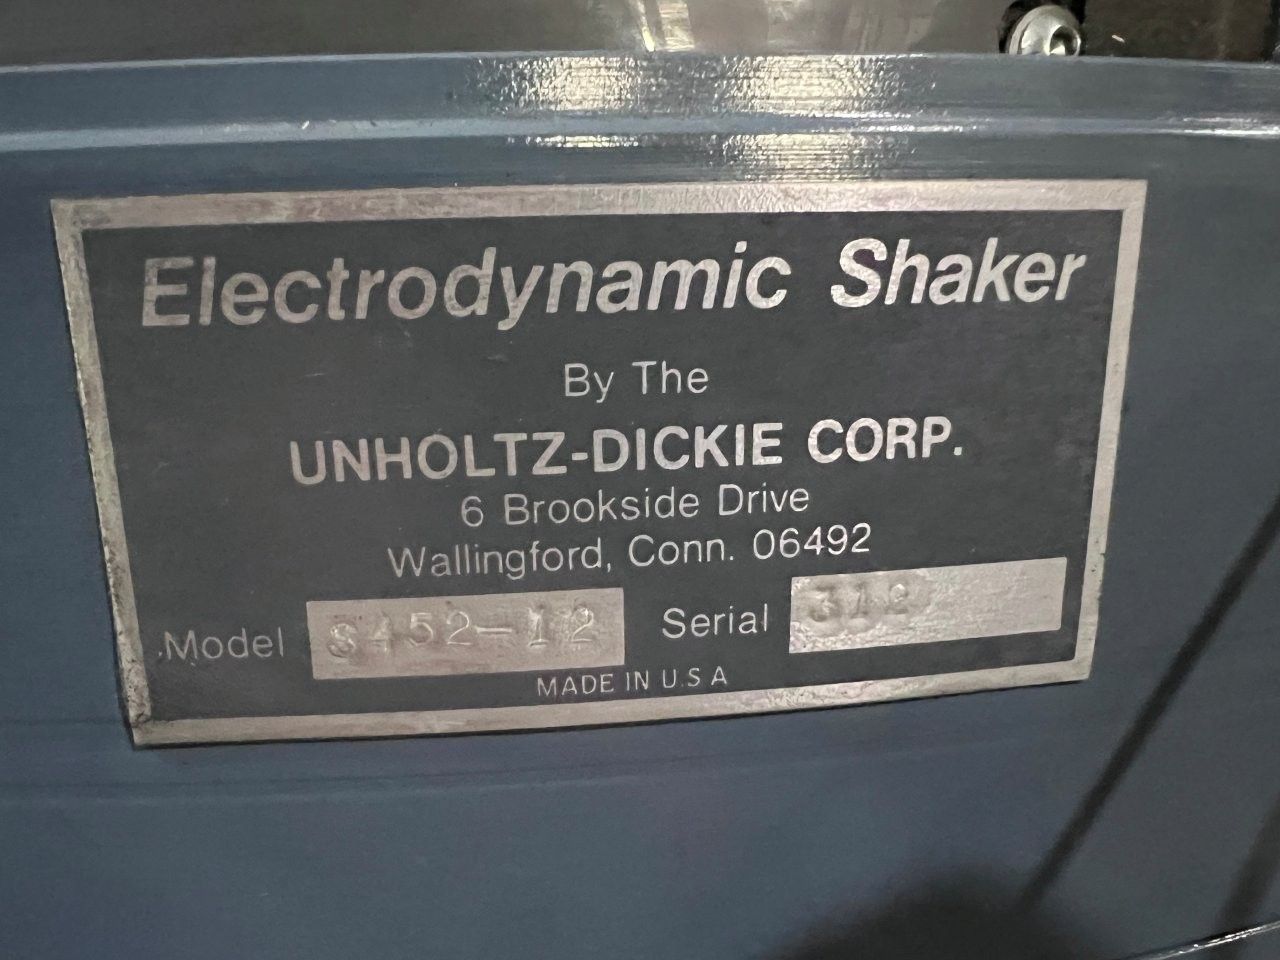 Electrodynamic Shaker
By The
UNHOLTZ-DICKIE CORP.
6 Brookside Drive
Wallingford, Conn. 06492
Model S452-12 Serial 312
MADE IN U.S A